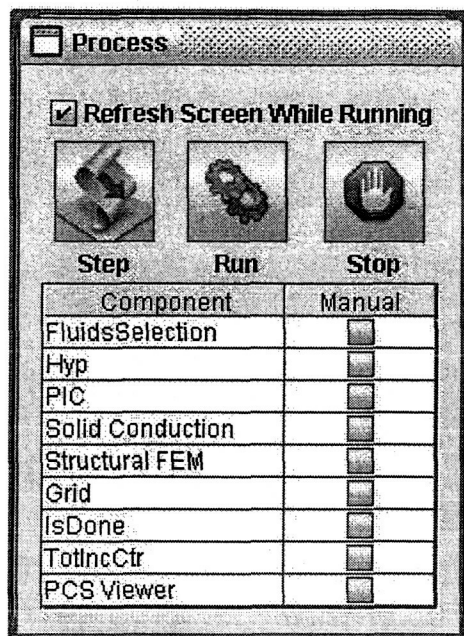 Process
Refresh Screen While Running
Step Run Stop
Component Manual
FluidsSelection
Hyp
PIC
Solid Conduction
Structural FEM
Grid
IsDone
TotIncCtr
PCS Viewer